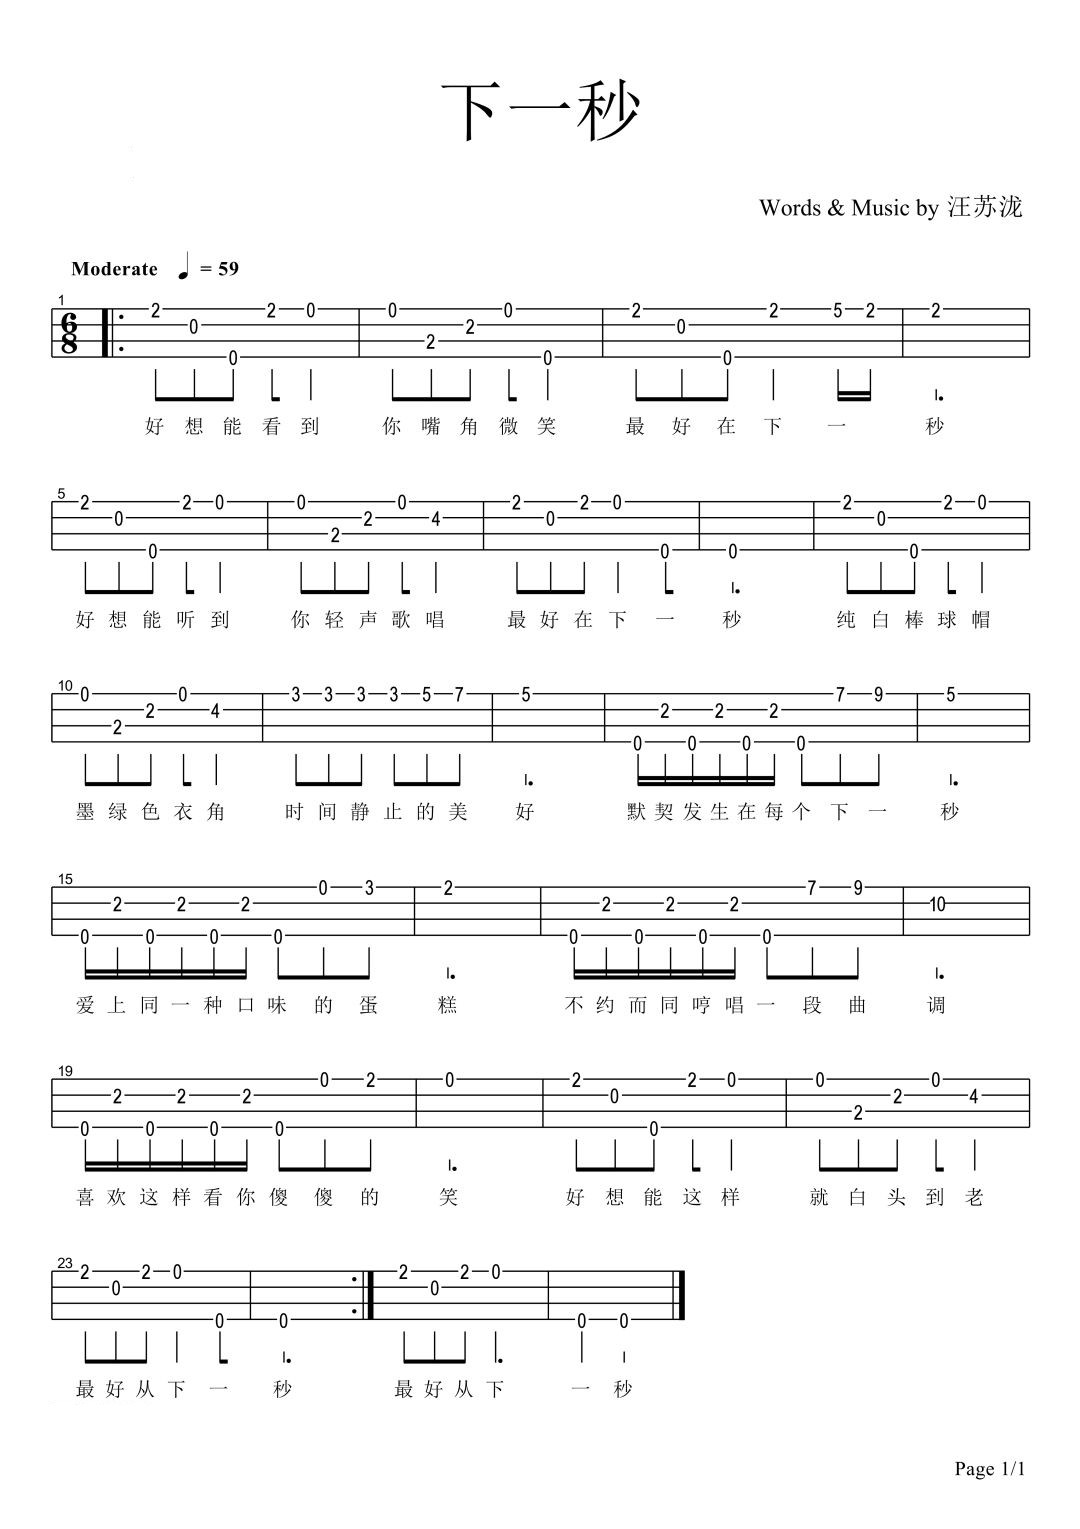 下一秒
Words & Music by 汪苏泷
Moderate ♩ = 59
1
6
8
2 0 0 2 0 0 2 2 0 0 2 0 0 2 5 2 2
好 想 能 看 到 你 嘴 角 微 笑 最 好 在 下 一 秒
5
2 0 0 2 0 0 2 2 0 4 2 0 2 0 0 0 2 0 0 2 0
好 想 能 听 到 你 轻 声 歌 唱 最 好 在 下 一 秒 纯 白 棒 球 帽
10
0 2 2 0 4 3 3 3 3 5 7 5 0 2 0 2 0 2 0 7 9 5
墨 绿 色 衣 角 时 间 静 止 的 美 好 默 契 发 生 在 每 个 下 一 秒
15
0 2 0 2 0 2 0 0 3 2 0 2 0 2 0 2 0 7 9 10
爱 上 同 一 种 口 味 的 蛋 糕 不 约 而 同 哼 唱 一 段 曲 调
19
0 2 0 2 0 2 0 0 2 0 2 0 0 2 0 0 2 2 0 4
喜 欢 这 样 看 你 傻 傻 的 笑 好 想 能 这 样 就 白 头 到 老
23
2 0 2 0 0 0 2 0 2 0 0 0
最 好 从 下 一 秒 最 好 从 下 一 秒
Page 1/1